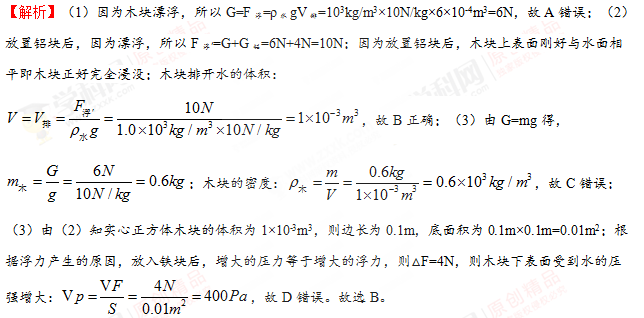 【解析】（1）因为木块漂浮，所以 G=F浮=ρ水gV排=10³kg/m³×10N/kg×6×10⁻⁴m³=6N，故 A 错误；（2）
放置铝块后，因为漂浮，所以 F浮=G+G铝=6N+4N=10N；因为放置铝块后，木块上表面刚好与水面相
平即木块正好完全浸没；木块排开水的体积：
V=V排=F浮′/ρ水g=10N/1.0×10³kg/m³×10N/kg=1×10⁻³m³，故 B 正确；（3）由 G=mg 得，
m木=G/g=6N/10N/kg=0.6kg；木块的密度：ρ木=m/V=0.6kg/1×10⁻³m³=0.6×10³kg/m³，故 C 错误；
（3）由（2）知实心正方体木块的体积为 1×10⁻³m³，则边长为 0.1m，底面积为 0.1m×0.1m=0.01m²；根
据浮力产生的原因，放入铁块后，增大的压力等于增大的浮力，则△F=4N，则木块下表面受到水的压
强增大：Vp=VF/S=4N/0.01m²=400Pa，故 D 错误。故选 B。